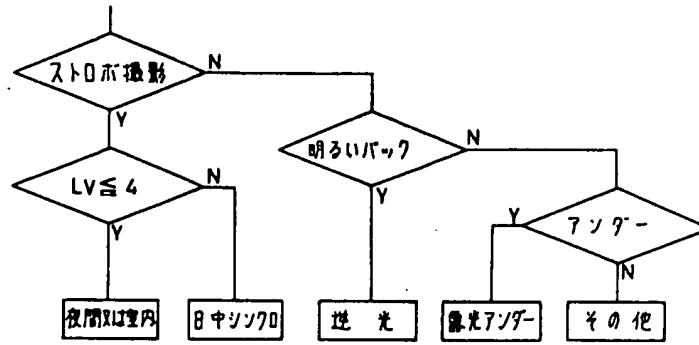 ストロボ撮影
N
Y
明るいバック
N
LV≦4
N
Y
Y
アンダー
Y
N
夜間又は室内
日中シンクロ
逆光
露光アンダー
その他